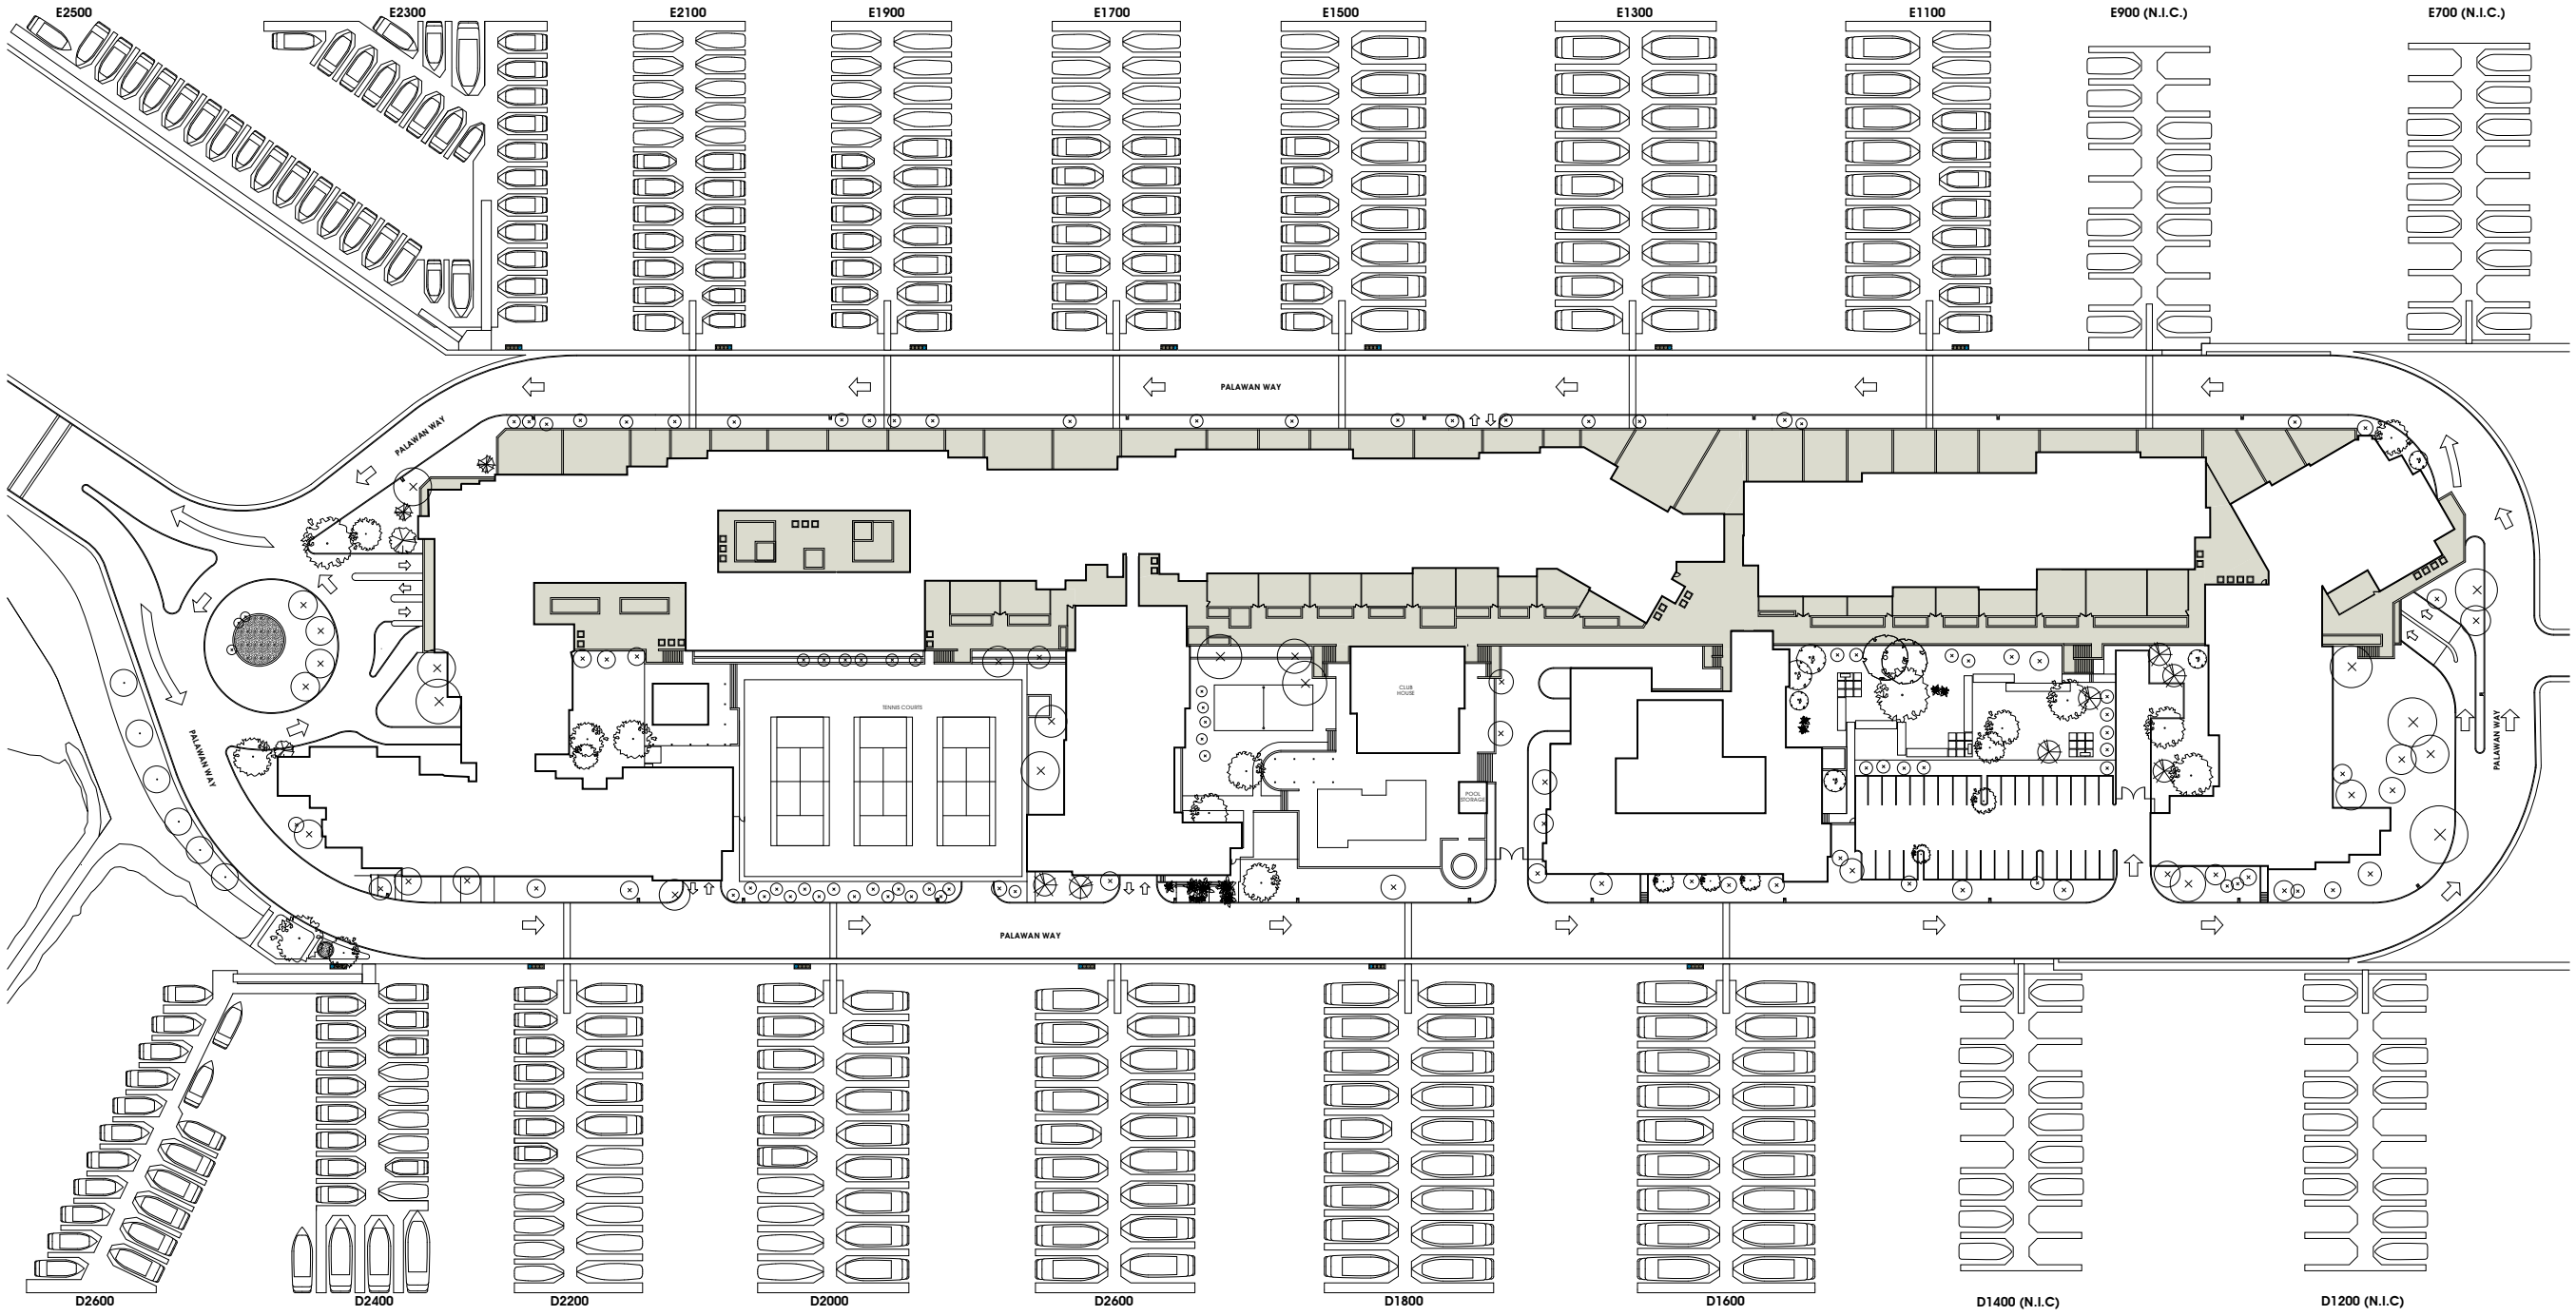 E2500
E2300
E2100
E1900
E1700
E1500
E1300
E1100
E900 (N.I.C.)
E700 (N.I.C.)
PALAWAN WAY
PALAWAN WAY
CLUB
HOUSE
TENNIS COURTS
PALAWAN WAY
PALAWAN WAY
POOL
STORAGE
PALAWAN WAY
D2600
D2400
D2200
D2000
D2600
D1800
D1600
D1400 (N.I.C)
D1200 (N.I.C)